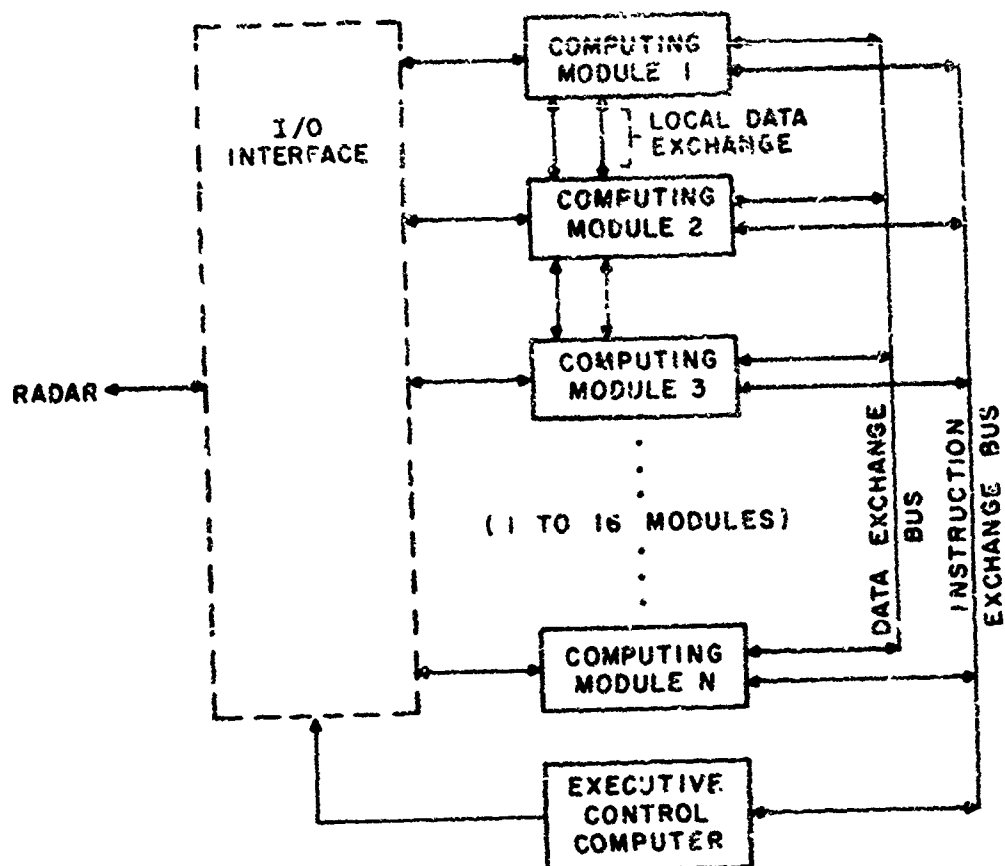 COMPUTING
MODULE 1
I/O
INTERFACE
LOCAL DATA
EXCHANGE
COMPUTING
MODULE 2
COMPUTING
MODULE 3
RADAR
(1 TO 16 MODULES)
DATA EXCHANGE
BUS
INSTRUCTION
EXCHANGE BUS
COMPUTING
MODULE N
EXECUTIVE
CONTROL
COMPUTER